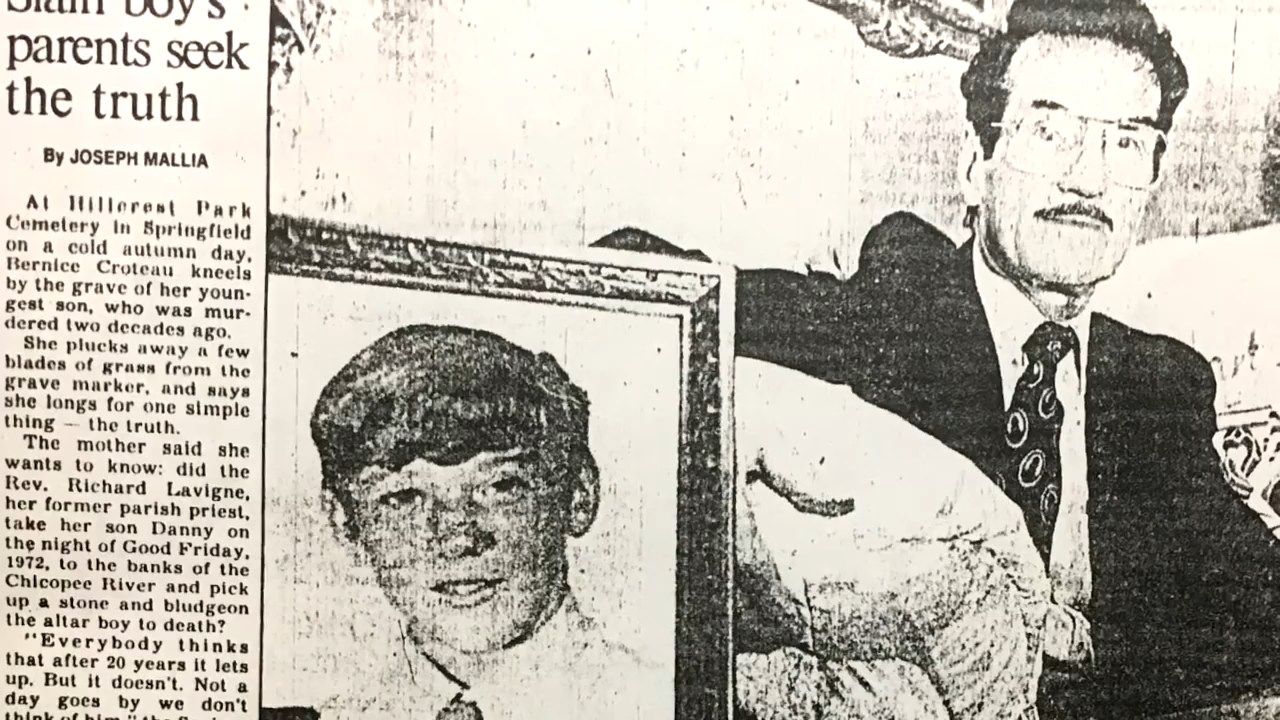 Slain boy's
parents seek
the truth
By JOSEPH MALLIA
At Hillcrest Park
Cemetery in Springfield
on a cold autumn day,
Bernice Croteau kneels
by the grave of her youn-
gest son, who was mur-
dered two decades ago.
She plucks away a few
blades of grass from the
grave marker, and says
she longs for one simple
thing — the truth.
The mother said she
wants to know: did the
Rev. Richard Lavigne,
her former parish priest,
take her son Danny on
the night of Good Friday,
1972, to the banks of the
Chicopee River and pick
up a stone and bludgeon
the altar boy to death?
"Everybody thinks
that after 20 years it lets
up. But it doesn't. Not a
day goes by we don't
think of him," the